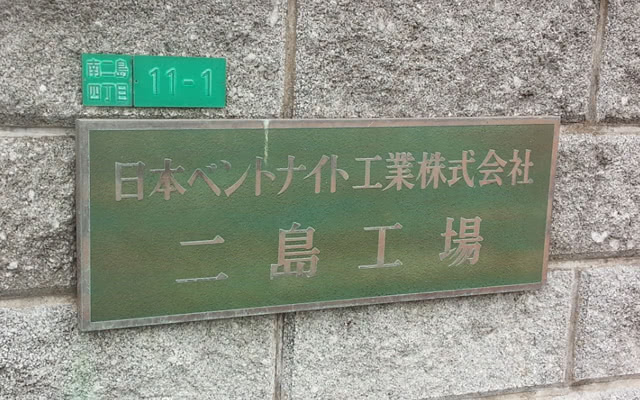 南二島
四丁目
11-1
日本ベントナイト工業株式会社
二島工場